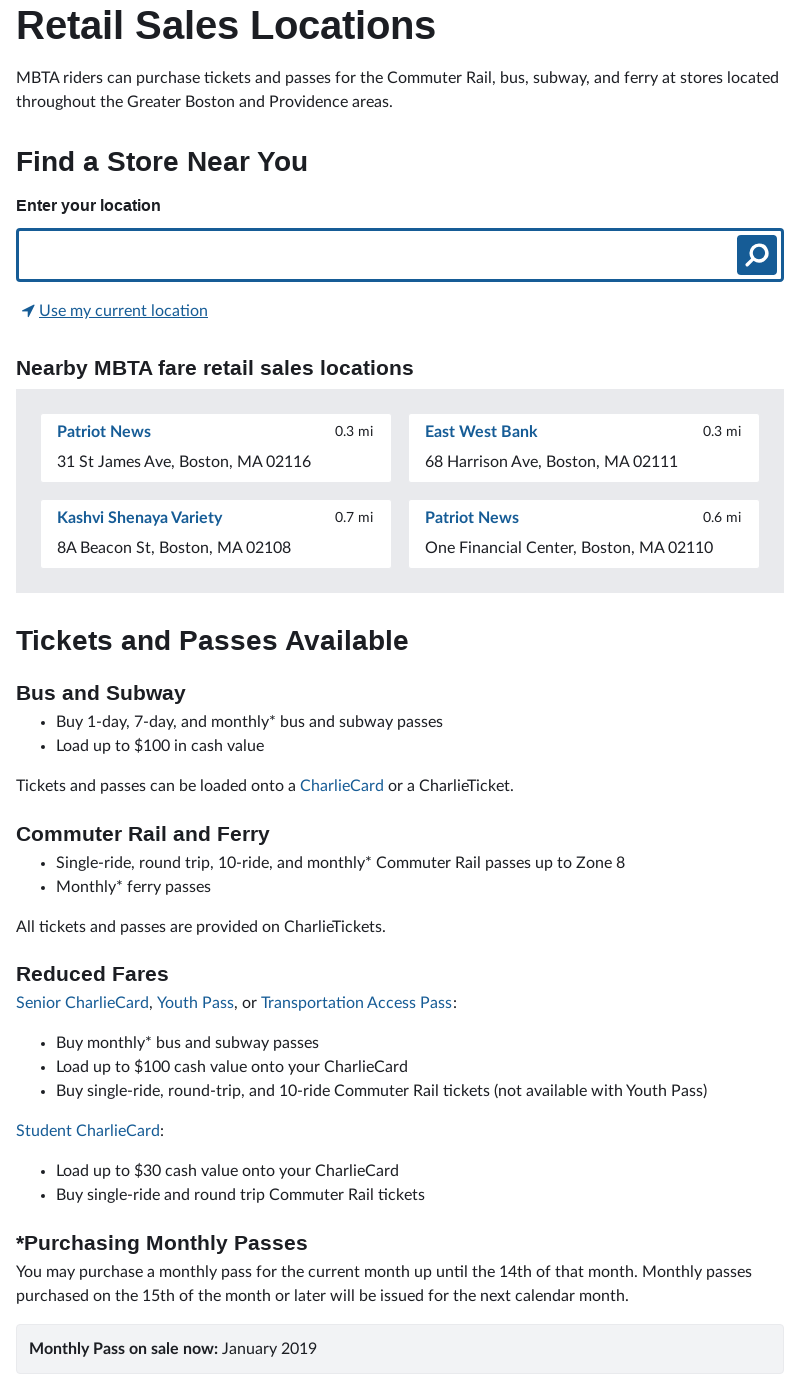 Retail Sales Locations
MBTA riders can purchase tickets and passes for the Commuter Rail, bus, subway, and ferry at stores located
throughout the Greater Boston and Providence areas.
Find a Store Near You
Enter your location
Use my current location
Nearby MBTA fare retail sales locations
Patriot News 0.3 mi
31 St James Ave, Boston, MA 02116
East West Bank 0.3 mi
68 Harrison Ave, Boston, MA 02111
Kashvi Shenaya Variety 0.7 mi
8A Beacon St, Boston, MA 02108
Patriot News 0.6 mi
One Financial Center, Boston, MA 02110
Tickets and Passes Available
Bus and Subway
• Buy 1-day, 7-day, and monthly* bus and subway passes
• Load up to $100 in cash value
Tickets and passes can be loaded onto a CharlieCard or a CharlieTicket.
Commuter Rail and Ferry
• Single-ride, round trip, 10-ride, and monthly* Commuter Rail passes up to Zone 8
• Monthly* ferry passes
All tickets and passes are provided on CharlieTickets.
Reduced Fares
Senior CharlieCard, Youth Pass, or Transportation Access Pass:
• Buy monthly* bus and subway passes
• Load up to $100 cash value onto your CharlieCard
• Buy single-ride, round-trip, and 10-ride Commuter Rail tickets (not available with Youth Pass)
Student CharlieCard:
• Load up to $30 cash value onto your CharlieCard
• Buy single-ride and round trip Commuter Rail tickets
*Purchasing Monthly Passes
You may purchase a monthly pass for the current month up until the 14th of that month. Monthly passes
purchased on the 15th of the month or later will be issued for the next calendar month.
Monthly Pass on sale now: January 2019